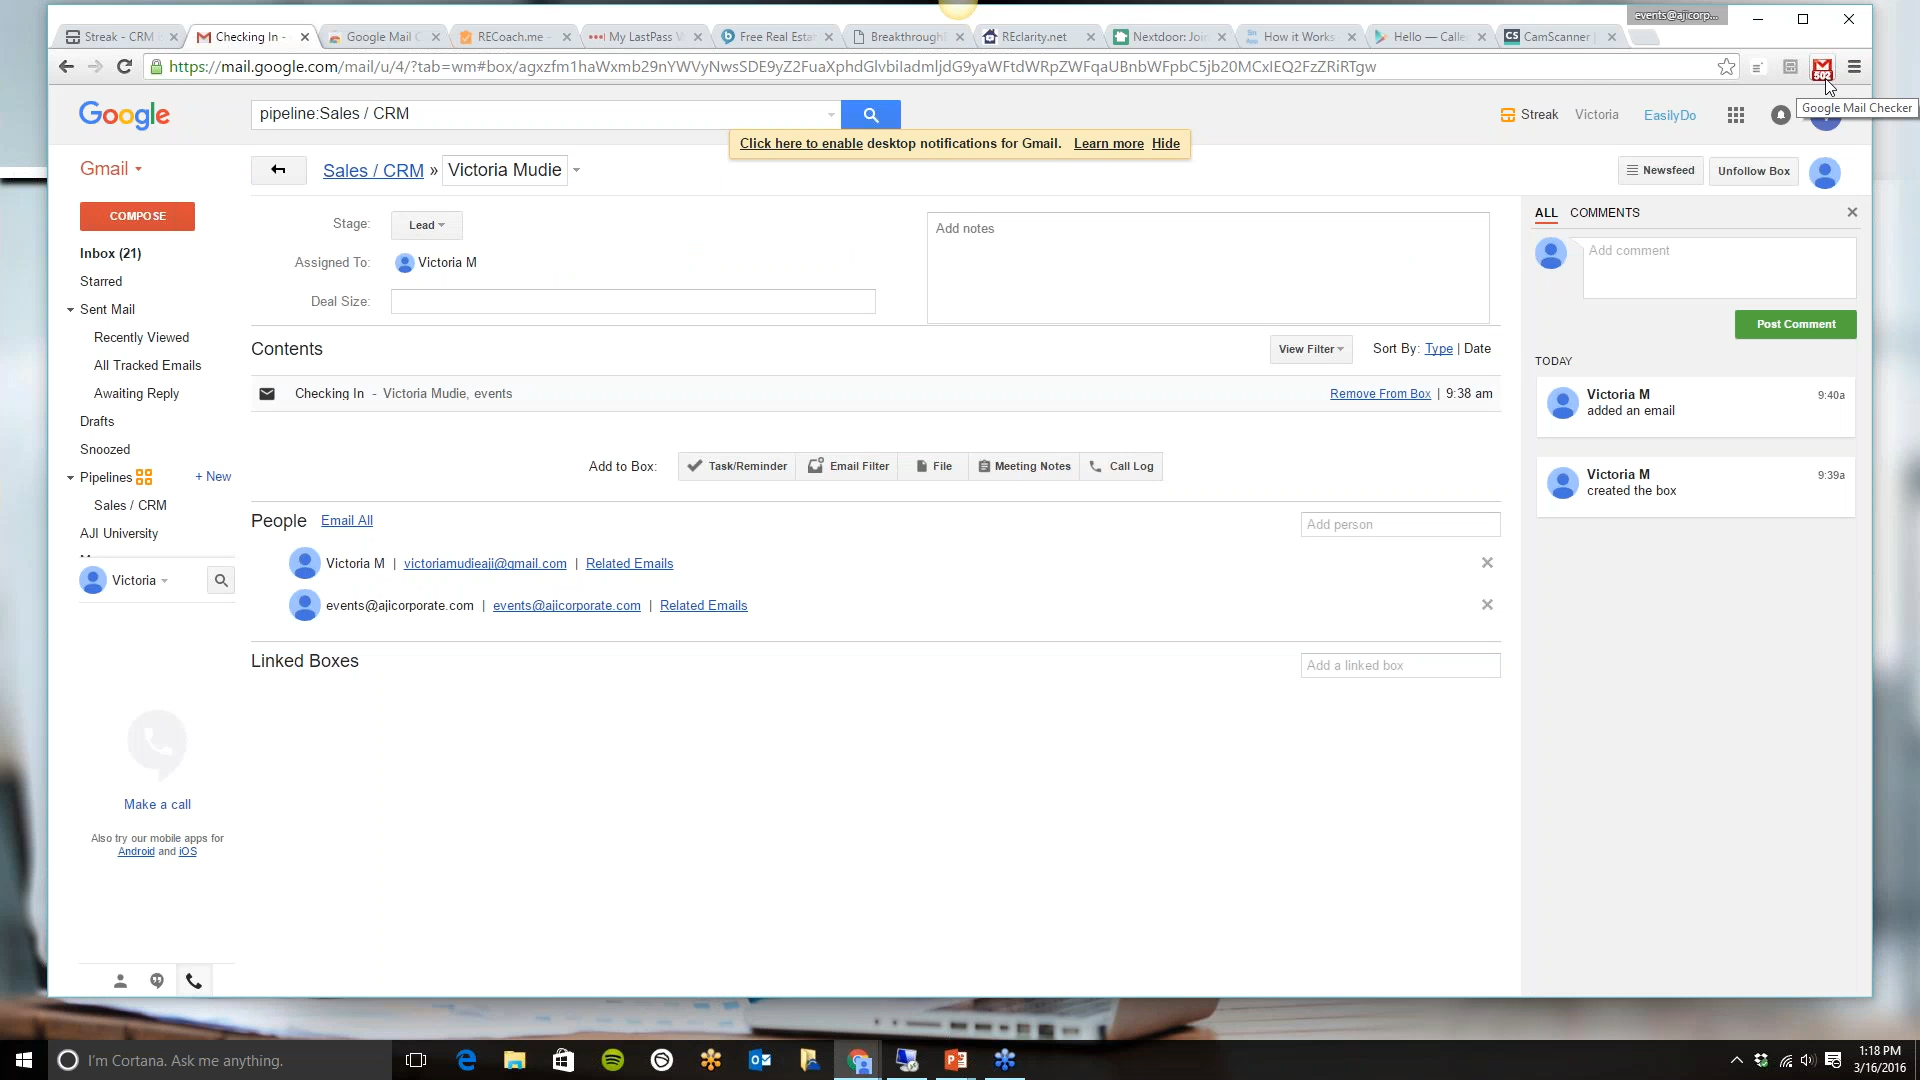 events@ajicorp...
Streak - CRM
Checking In -
Google Mail C
RECoach.me -
My LastPass
Free Real Esta
Breakthrough
REclarity.net
Nextdoor: Joi
How it Works
Hello — Calle
CS CamScanner
https://mail.google.com/mail/u/4/?tab=wm#box/agxzfm1haWxmb29nYWVyNwsSDE9yZ2FuaXphdGlvbiIadmljdG9yaWFtdWRpZWFqaUBnbWFpbC5jb20MCxIEQ2FzZRiRTgw
502
Google Mail Checker
Google
pipeline:Sales / CRM
Streak
Victoria
EasilyDo
Click here to enable desktop notifications for Gmail. Learn more Hide
Gmail
Sales / CRM » Victoria Mudie
Newsfeed
Unfollow Box
COMPOSE
Inbox (21)
Starred
Sent Mail
Recently Viewed
All Tracked Emails
Awaiting Reply
Drafts
Snoozed
Pipelines
+ New
Sales / CRM
AJI University
Victoria
Make a call
Also try our mobile apps for
Android and iOS
Stage: Lead
Assigned To: Victoria M
Deal Size:
Add notes
Contents
View Filter
Sort By: Type | Date
Checking In - Victoria Mudie, events
Remove From Box | 9:38 am
Add to Box: Task/Reminder Email Filter File Meeting Notes Call Log
People Email All
Add person
Victoria M | victoriamudieaji@gmail.com | Related Emails
events@ajicorporate.com | events@ajicorporate.com | Related Emails
Linked Boxes
Add a linked box
ALL COMMENTS
Add comment
Post Comment
TODAY
Victoria M 9:40a
added an email
Victoria M 9:39a
created the box
I'm Cortana. Ask me anything.
1:18 PM
3/16/2016